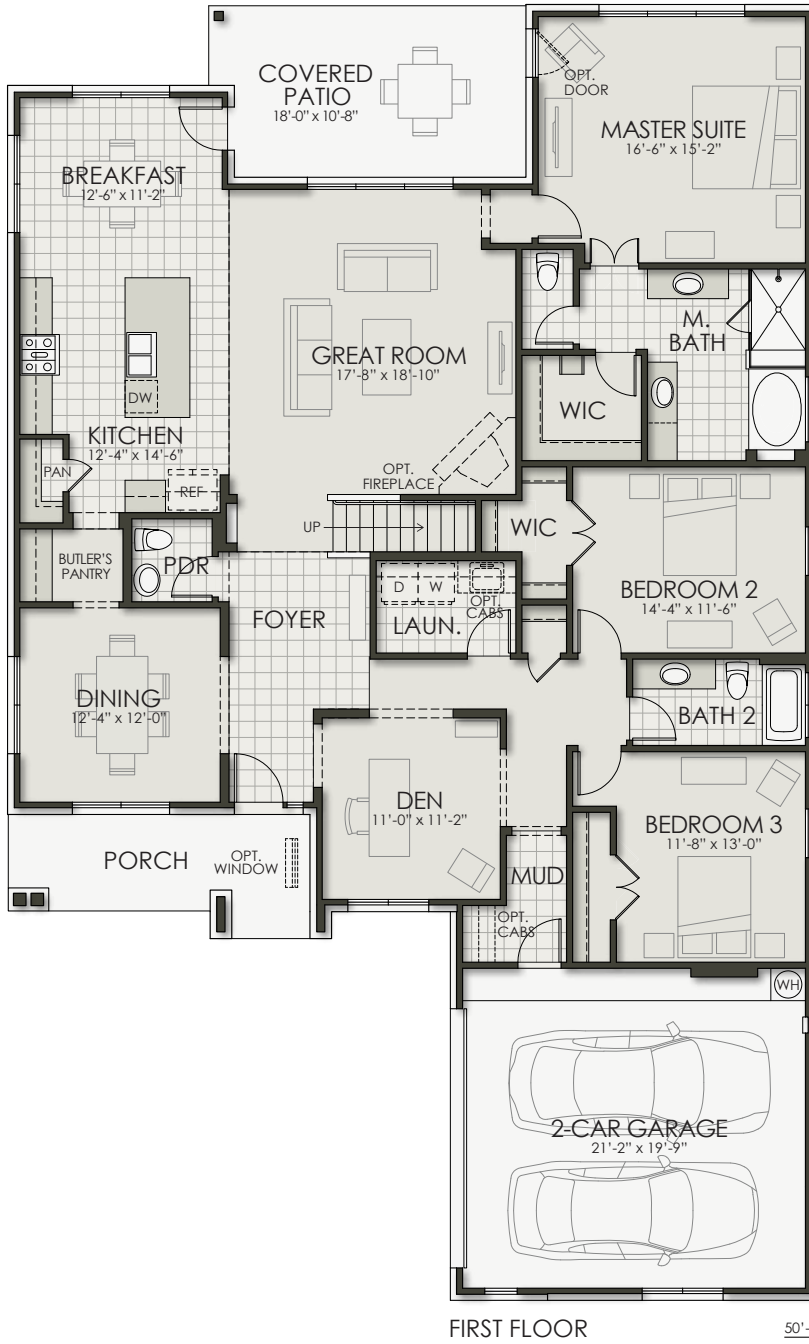 COVERED
PATIO
18'-0" x 10'-8"
OPT.
DOOR
MASTER SUITE
16'-6" x 15'-2"
BREAKFAST
12'-6" x 11'-2"
GREAT ROOM
17'-8" x 18'-10"
M.
BATH
DW
WIC
KITCHEN
12'-4" x 14'-6"
PAN
REF
OPT.
FIREPLACE
UP
WIC
BUTLER'S
PANTRY
PDR
FOYER
D
W
OPT.
CABS
LAUN.
BEDROOM 2
14'-4" x 11'-6"
DINING
12'-4" x 12'-0"
BATH 2
DEN
11'-0" x 11'-2"
BEDROOM 3
11'-8" x 13'-0"
PORCH
OPT.
WINDOW
MUD
OPT.
CABS
WH
2-CAR GARAGE
21'-2" x 19'-9"
FIRST FLOOR
50'-